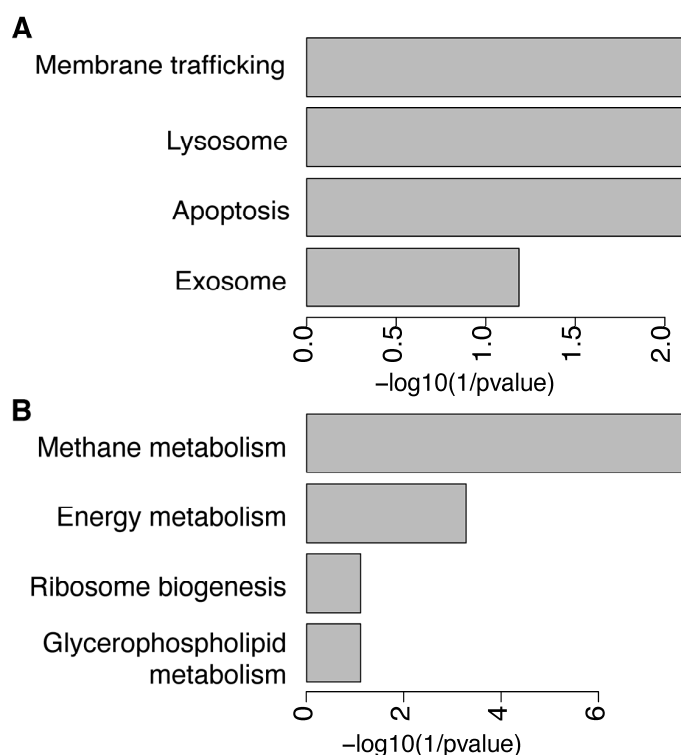 A
Membrane trafficking
Lysosome
Apoptosis
Exosome
0.0 0.5 1.0 1.5 2.0
−log10(1/pvalue)
B
Methane metabolism
Energy metabolism
Ribosome biogenesis
Glycerophospholipid
metabolism
0 2 4 6
−log10(1/pvalue)